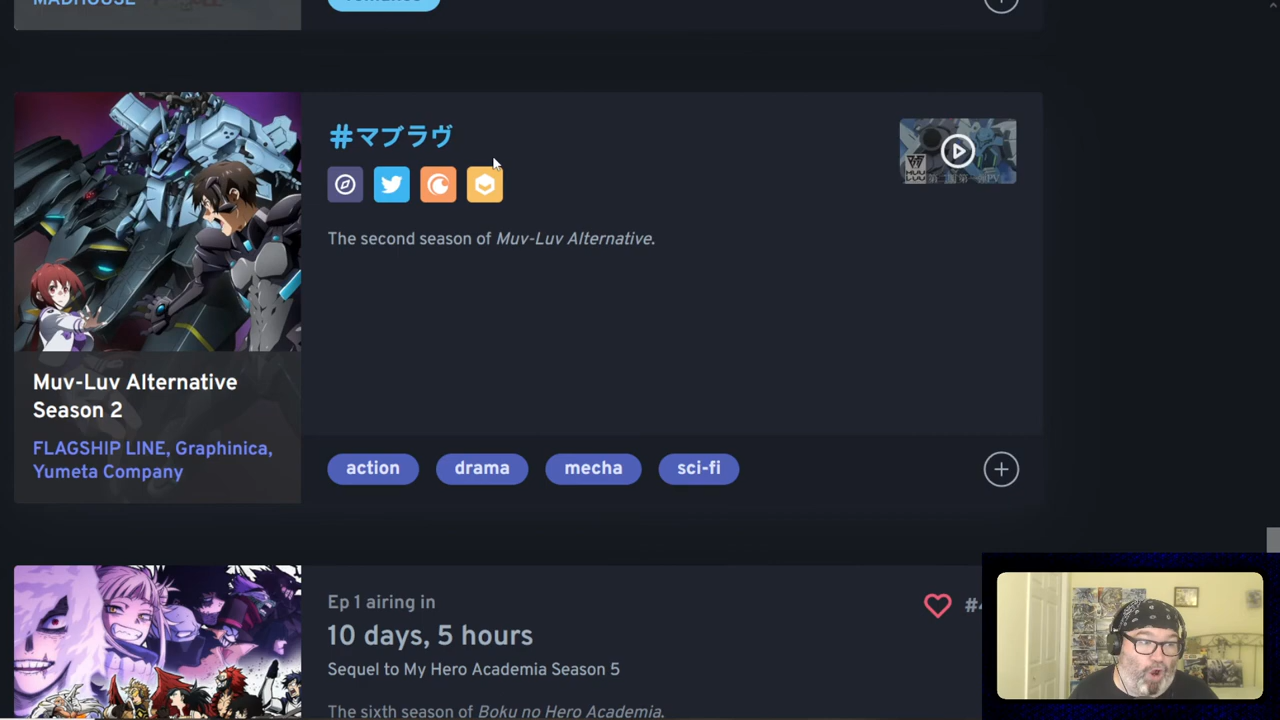 MADHOUSE
romance
#マブラヴ
The second season of Muv-Luv Alternative.
Muv-Luv Alternative
Season 2
FLAGSHIP LINE, Graphinica,
Yumeta Company
action
drama
mecha
sci-fi
Ep 1 airing in
10 days, 5 hours
Sequel to My Hero Academia Season 5
The sixth season of Boku no Hero Academia.